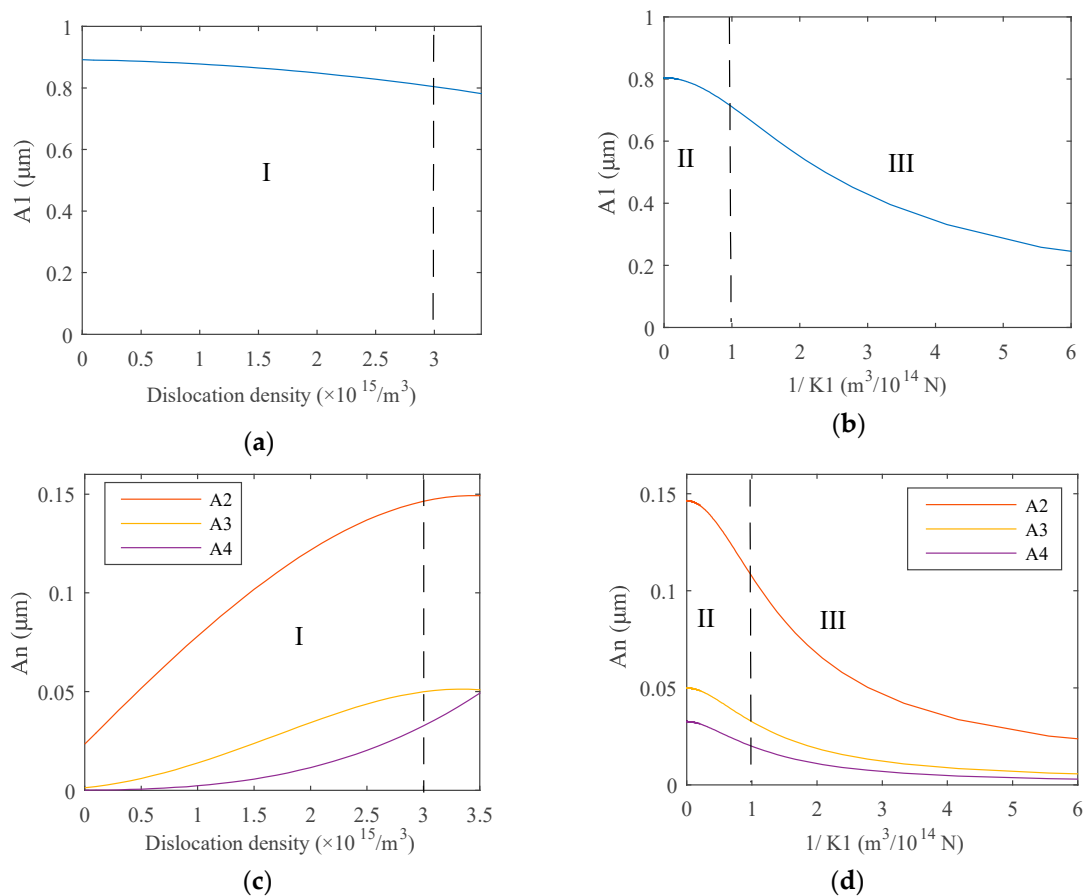 1
0.8
0.6
0.4
0.2
0
A1 (μm)
I
0 0.5 1 1.5 2 2.5 3
Dislocation density (×10 15/m3)
(a)
1
0.8
0.6
0.4
0.2
0
A1 (μm)
II
III
0 1 2 3 4 5 6
1/ K1 (m3/10 14 N)
(b)
0.15
0.1
0.05
0
An (μm)
A2
A3
A4
I
0 0.5 1 1.5 2 2.5 3 3.5
Dislocation density (×10 15/m3)
(c)
0.15
0.1
0.05
0
An (μm)
A2
A3
A4
II
III
0 1 2 3 4 5 6
1/ K1 (m3/10 14 N)
(d)